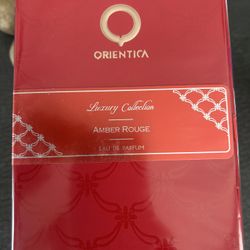 ORIENTICA
Luxury Collection
AMBER ROUGE
EAU DE PARFUM